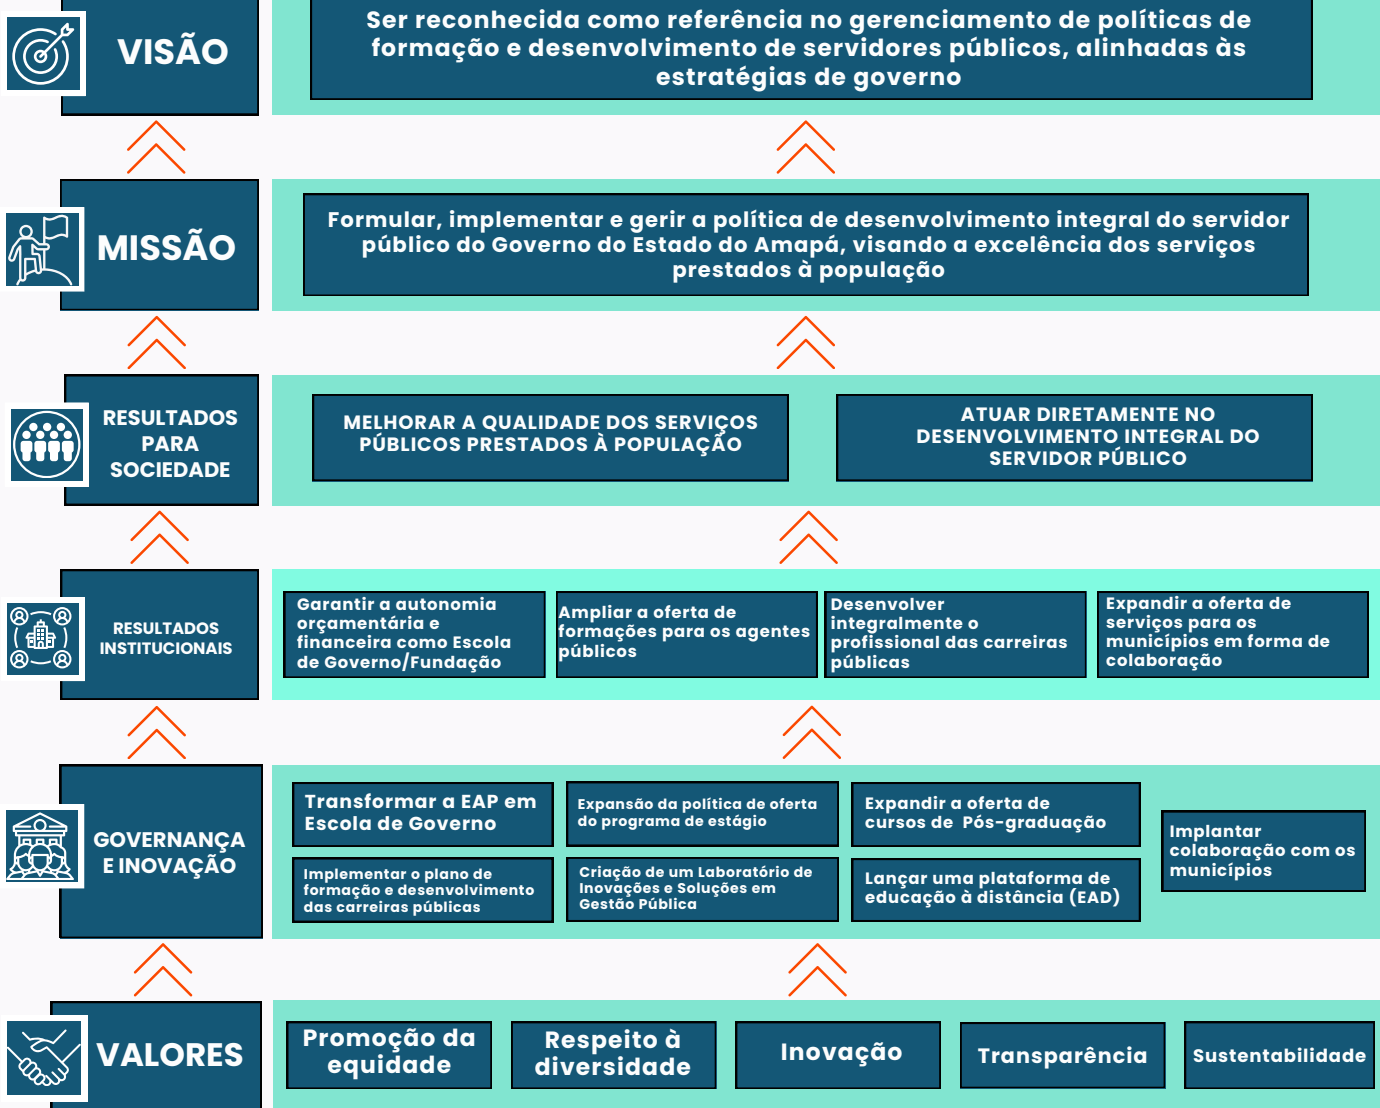 VISÃO
Ser reconhecida como referência no gerenciamento de políticas de
formação e desenvolvimento de servidores públicos, alinhadas às
estratégias de governo
MISSÃO
Formular, implementar e gerir a política de desenvolvimento integral do servidor
público do Governo do Estado do Amapá, visando a excelência dos serviços
prestados à população
RESULTADOS
PARA
SOCIEDADE
MELHORAR A QUALIDADE DOS SERVIÇOS
PÚBLICOS PRESTADOS À POPULAÇÃO
ATUAR DIRETAMENTE NO
DESENVOLVIMENTO INTEGRAL DO
SERVIDOR PÚBLICO
RESULTADOS
INSTITUCIONAIS
Garantir a autonomia
orçamentária e
financeira como Escola
de Governo/Fundação
Ampliar a oferta de
formações para os agentes
públicos
Desenvolver
integralmente o
profissional das carreiras
públicas
Expandir a oferta de
serviços para os
municípios em forma de
colaboração
GOVERNANÇA
E INOVAÇÃO
Transformar a EAP em
Escola de Governo
Expansão da política de oferta
do programa de estágio
Expandir a oferta de
cursos de Pós-graduação
Implantar
colaboração com os
municípios
Implementar o plano de
formação e desenvolvimento
das carreiras públicas
Criação de um Laboratório de
Inovações e Soluções em
Gestão Pública
Lançar uma plataforma de
educação à distância (EAD)
VALORES
Promoção da
equidade
Respeito à
diversidade
Inovação
Transparência
Sustentabilidade